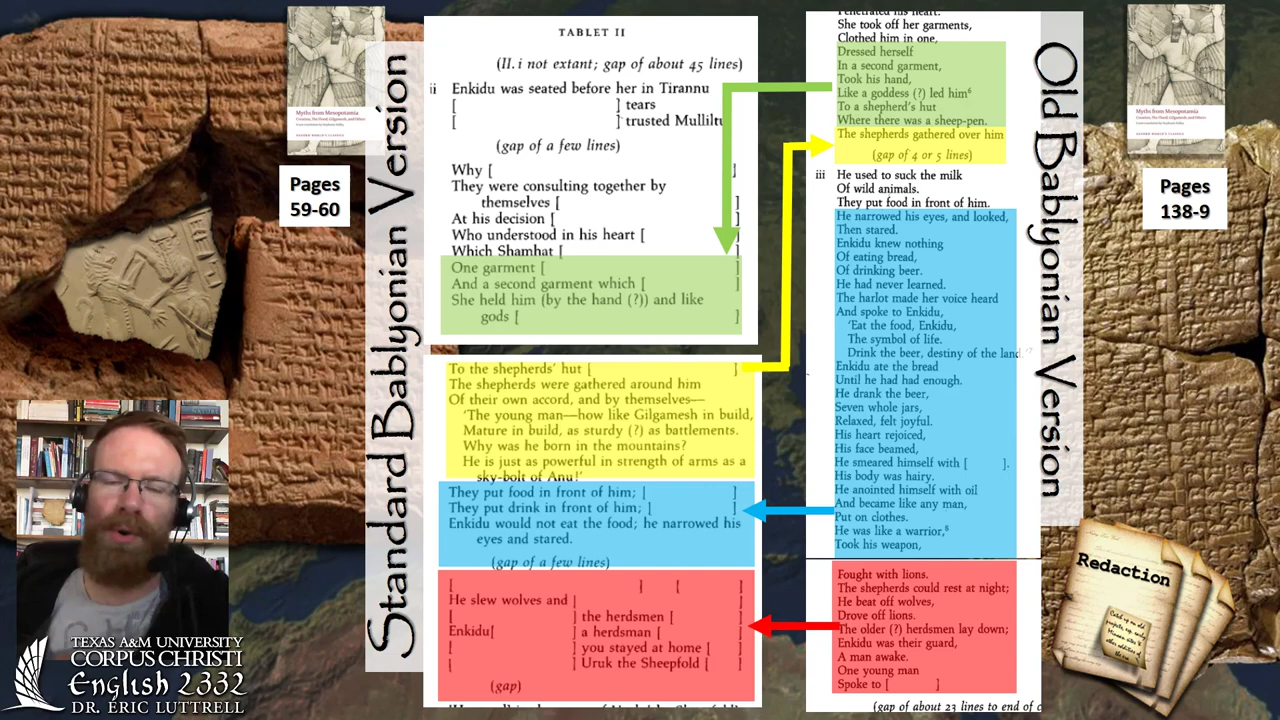 Myths from Mesopotamia
Pages
59-60
Standard Bablyonian Version
TABLET II
(II. i not extant; gap of about 45 lines)
ii Enkidu was seated before her in Tirannu
[ ] tears
[ ] trusted Mulliltu
(gap of a few lines)
Why [ ]
They were consulting together by
themselves [ ]
At his decision [ ]
Who understood in his heart [ ]
Which Shamhat [ ]
One garment [ ]
And a second garment which [ ]
She held him (by the hand (?)) and like
gods [ ]
To the shepherds' hut [ ]
The shepherds were gathered around him
Of their own accord, and by themselves—
'The young man—how like Gilgamesh in build,
Mature in build, as sturdy (?) as battlements.
Why was he born in the mountains?
He is just as powerful in strength of arms as a
sky-bolt of Anu!'
They put food in front of him; [ ]
They put drink in front of him; [ ]
Enkidu would not eat the food; he narrowed his
eyes and stared.
(gap of a few lines)
[ ] [ ]
He slew wolves and [ ]
[ ] the herdsmen [ ]
Enkidu[ ] a herdsman [ ]
[ ] you stayed at home [ ]
[ ] Uruk the Sheepfold [ ]
(gap)
She took off her garments,
Clothed him in one,
Dressed herself
In a second garment,
Took his hand,
Like a goddess (?) led him⁶
To a shepherd's hut
Where there was a sheep-pen.
The shepherds gathered over him
(gap of 4 or 5 lines)
iii He used to suck the milk
Of wild animals.
They put food in front of him.
He narrowed his eyes, and looked,
Then stared.
Enkidu knew nothing
Of eating bread,
Of drinking beer.
He had never learned.
The harlot made her voice heard
And spoke to Enkidu,
'Eat the food, Enkidu,
The symbol of life.
Drink the beer, destiny of the land.'⁷
Enkidu ate the bread
Until he had had enough.
He drank the beer,
Seven whole jars,
Relaxed, felt joyful.
His heart rejoiced,
His face beamed,
He smeared himself with [ ].
His body was hairy.
He anointed himself with oil
And became like any man,
Put on clothes.
He was like a warrior,⁸
Took his weapon,
Fought with lions.
The shepherds could rest at night;
He beat off wolves,
Drove off lions.
The older (?) herdsmen lay down;
Enkidu was their guard,
A man awake.
One young man
Spoke to [ ]
(gap of about 23 lines to end of c
Old Bablyonian Version
Myths from Mesopotamia
Pages
138-9
Redaction
TEXAS A&M UNIVERSITY
CORPUS CHRISTI
English 2332
DR. ERIC LUTTRELL